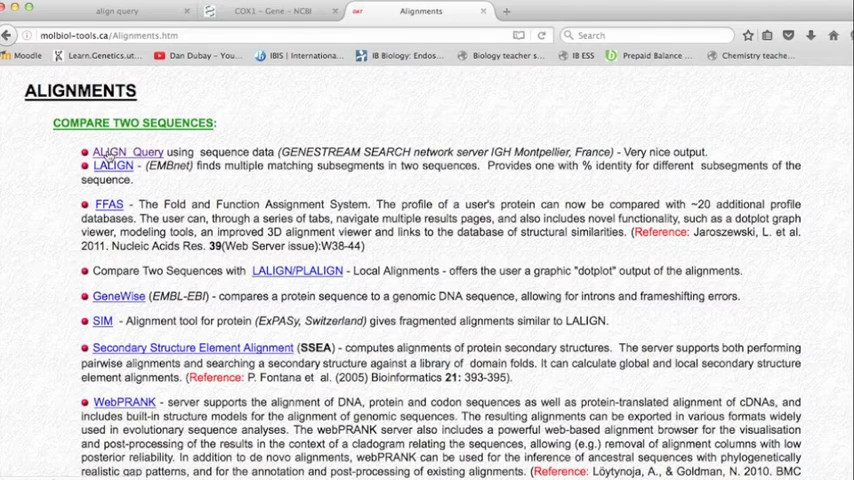 align query
COX1 – Gene – NCBI
Alignments
molbiol-tools.ca/Alignments.htm
Search
Moodle
Learn.Genetics.ut...
Dan Dubay - YouT...
IBIS | Internationa...
IB Biology: Endos...
Biology teacher s...
IB ESS
Prepaid Balance ...
Chemistry teache...
ALIGNMENTS
COMPARE TWO SEQUENCES:
ALIGN Query using sequence data (GENESTREAM SEARCH network server IGH Montpellier, France) - Very nice output.
LALIGN - (EMBnet) finds multiple matching subsegments in two sequences. Provides one with % identity for different subsegments of the
sequence.
FFAS - The Fold and Function Assignment System. The profile of a user's protein can now be compared with ~20 additional profile
databases. The user can, through a series of tabs, navigate multiple results pages, and also includes novel functionality, such as a dotplot graph
viewer, modeling tools, an improved 3D alignment viewer and links to the database of structural similarities. (Reference: Jaroszewski, L. et al.
2011. Nucleic Acids Res. 39(Web Server issue):W38-44)
Compare Two Sequences with LALIGN/PLALIGN - Local Alignments - offers the user a graphic "dotplot" output of the alignments.
GeneWise (EMBL-EBI) - compares a protein sequence to a genomic DNA sequence, allowing for introns and frameshifting errors.
SIM - Alignment tool for protein (ExPASy, Switzerland) gives fragmented alignments similar to LALIGN.
Secondary Structure Element Alignment (SSEA) - computes alignments of protein secondary structures. The server supports both performing
pairwise alignments and searching a secondary structure against a library of domain folds. It can calculate global and local secondary structure
element alignments. (Reference: P. Fontana et al. (2005) Bioinformatics 21: 393-395).
WebPRANK - server supports the alignment of DNA, protein and codon sequences as well as protein-translated alignment of cDNAs, and
includes built-in structure models for the alignment of genomic sequences. The resulting alignments can be exported in various formats widely
used in evolutionary sequence analyses. The webPRANK server also includes a powerful web-based alignment browser for the visualisation
and post-processing of the results in the context of a cladogram relating the sequences, allowing (e.g.) removal of alignment columns with low
posterior reliability. In addition to de novo alignments, webPRANK can be used for the inference of ancestral sequences with phylogenetically
realistic gap patterns, and for the annotation and post-processing of existing alignments. (Reference: Löytynoja, A., & Goldman, N. 2010. BMC